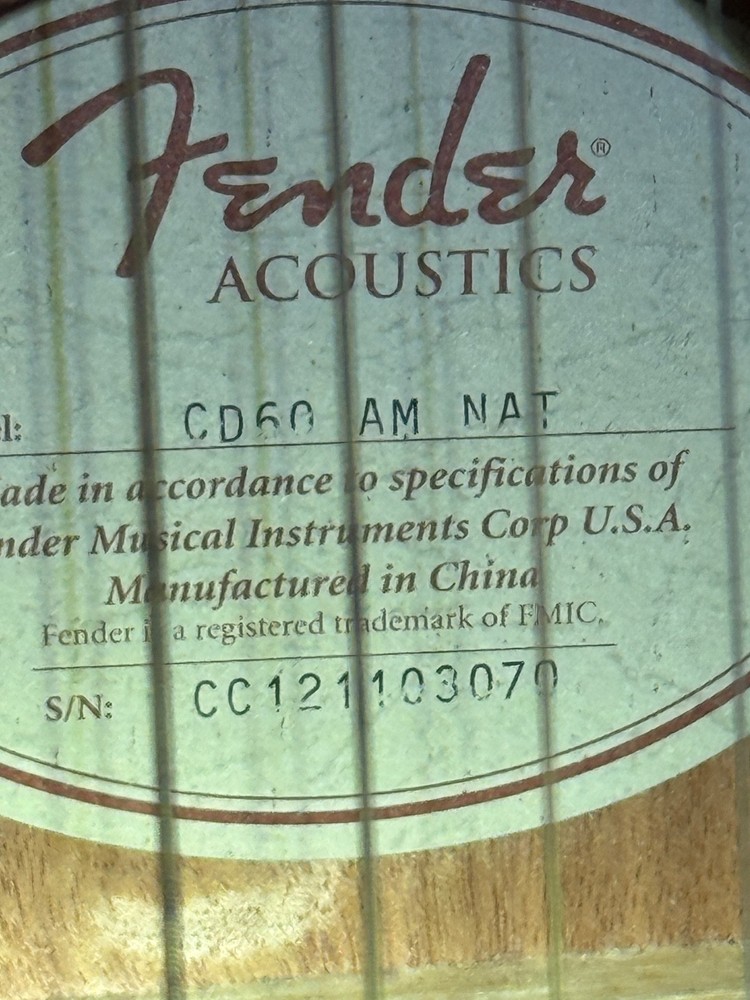 Fender®
ACOUSTICS
l: CD60 AM NAT
ade in accordance to specifications of
nder Musical Instruments Corp U.S.A.
Manufactured in China
Fender is a registered trademark of FMIC.
S/N: CC121103070